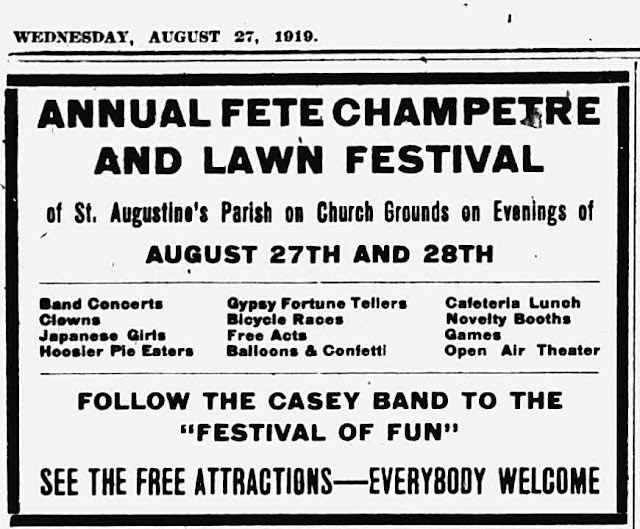 WEDNESDAY, AUGUST 27, 1919.
ANNUAL FETE CHAMPETRE
AND LAWN FESTIVAL
of St. Augustine's Parish on Church Grounds on Evenings of
AUGUST 27TH AND 28TH
Band Concerts
Clowns
Japanese Girls
Hoosier Pie Eaters
Gypsy Fortune Tellers
Bicycle Races
Free Acts
Balloons & Confetti
Cafeteria Lunch
Novelty Booths
Games
Open Air Theater
FOLLOW THE CASEY BAND TO THE
"FESTIVAL OF FUN"
SEE THE FREE ATTRACTIONS—EVERYBODY WELCOME